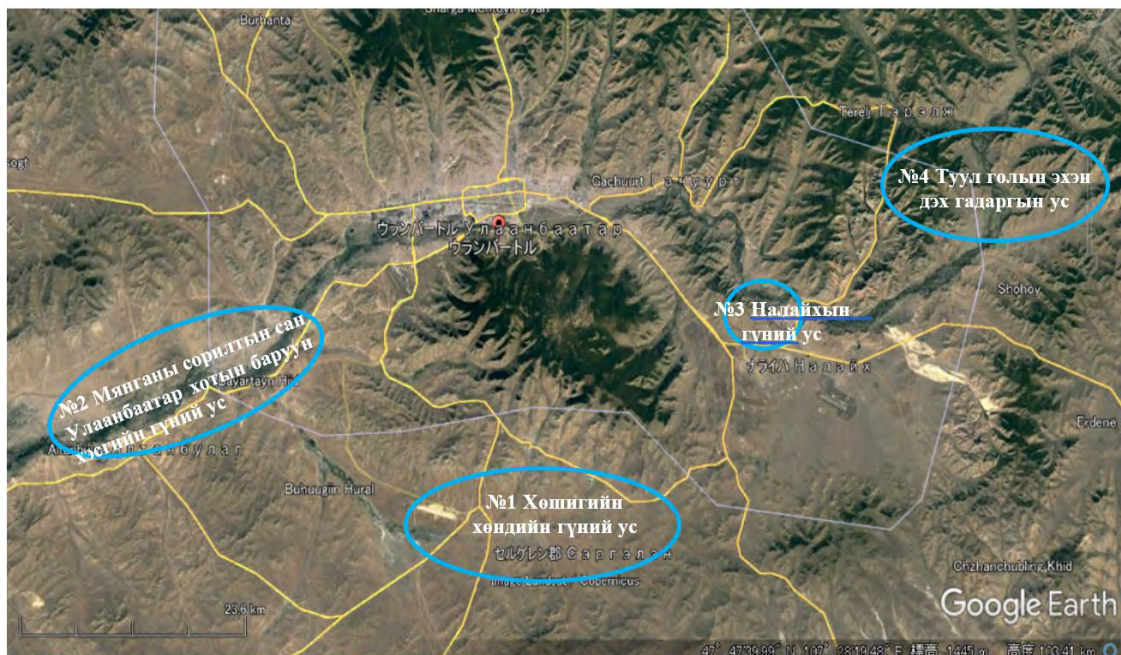 Burhanta
Terelj Тэрэлж
№4 Туул голын эхэн
дэх гадаргын ус
Gachuurt Гачуурт
ウランバートル Улаанбаатар
ウランバートル
Shohoy
№3 Налайхын
гүний ус
ナライハ Налайх
№2 Мянганы сорилтын сан
Улаанбаатар хотын баруун
хэсгийн гүний ус
Erdene
Buhuugiin Hural
№1 Хөшигийн
хөндийн гүний ус
セルゲレン郡 Сэргэлэн
Image Landsat / Copernicus
Chzhanchubling Khid
23.6 km
Google Earth